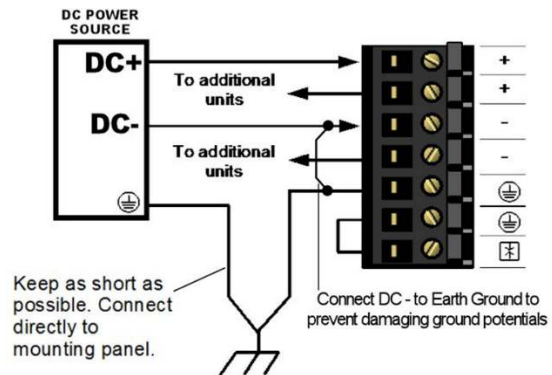 DC POWER
SOURCE
DC+
To additional
units
DC-
To additional
units
+
+
-
-
Keep as short as
possible. Connect
directly to
mounting panel.
Connect DC - to Earth Ground to
prevent damaging ground potentials